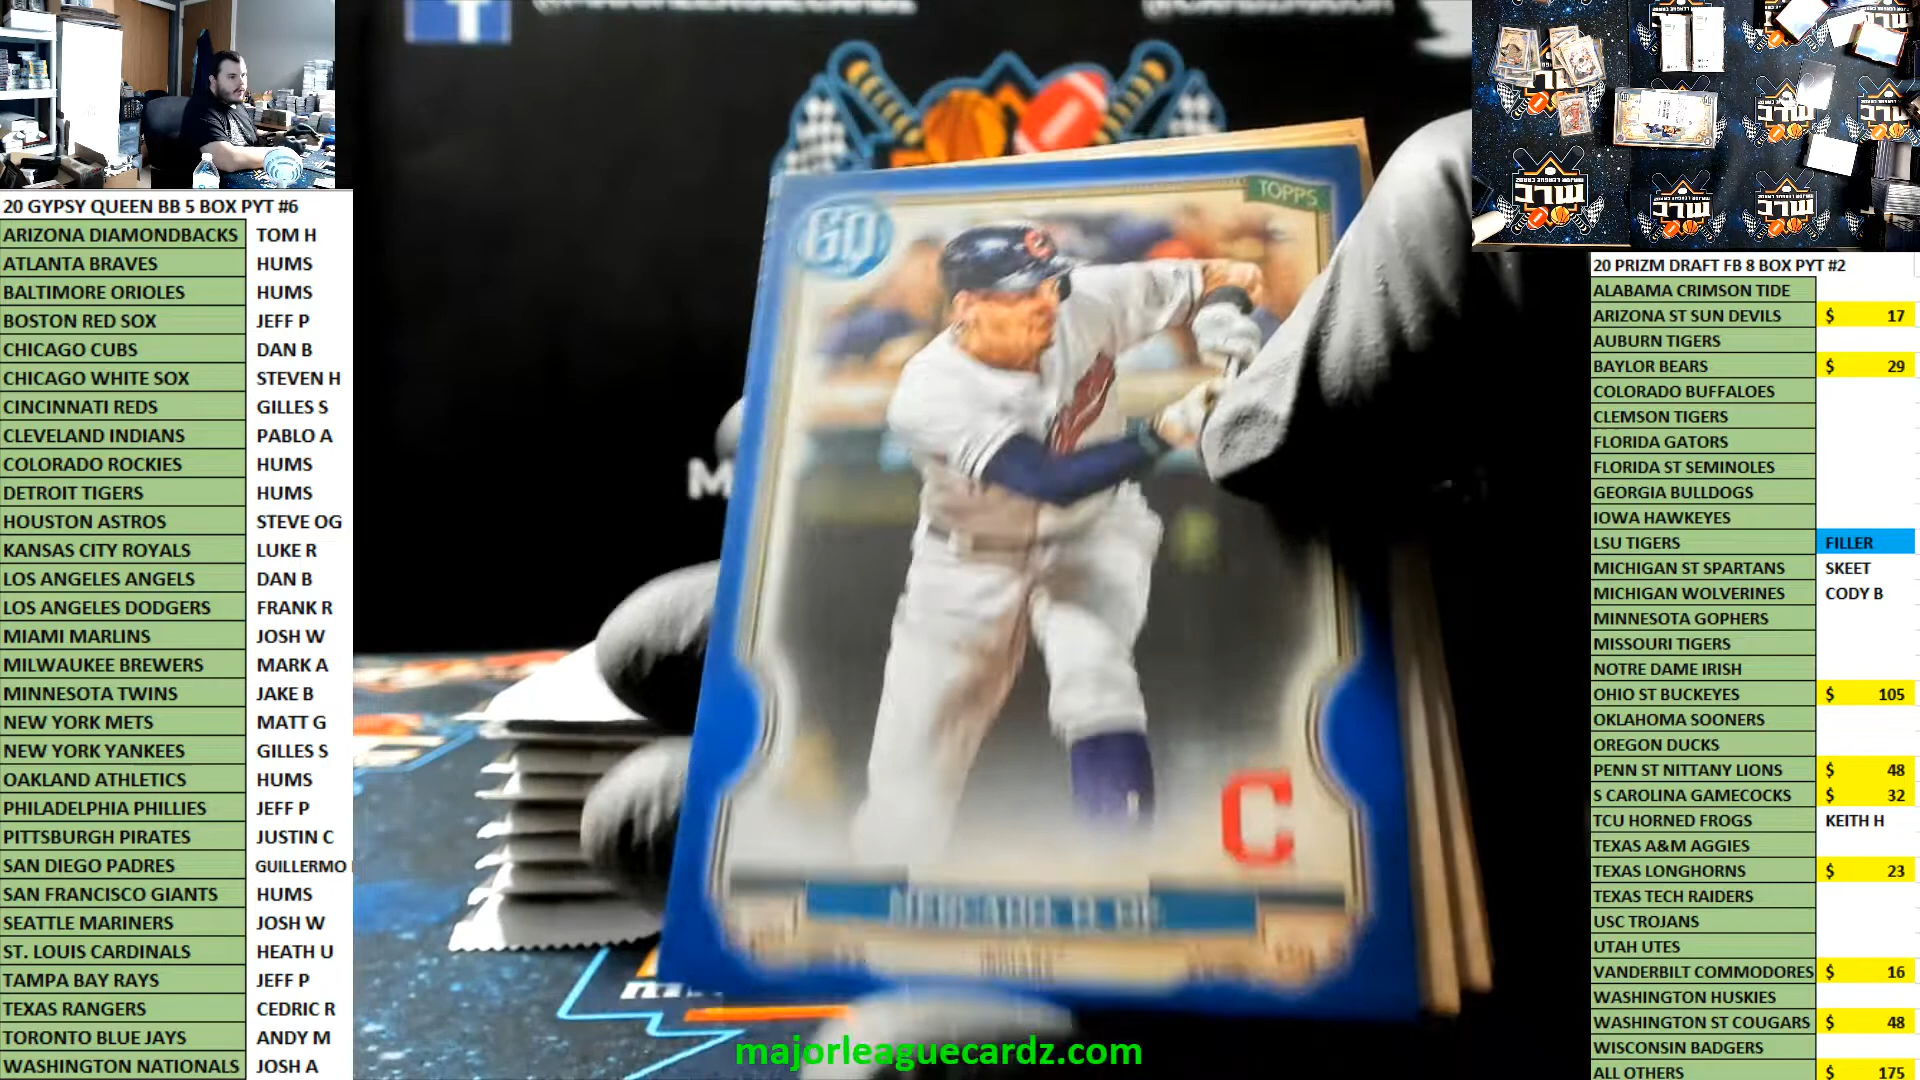 20 GYPSY QUEEN BB 5 BOX PYT #6
ARIZONA DIAMONDBACKS TOM H
ATLANTA BRAVES HUMS
BALTIMORE ORIOLES HUMS
BOSTON RED SOX JEFF P
CHICAGO CUBS DAN B
CHICAGO WHITE SOX STEVEN H
CINCINNATI REDS GILLES S
CLEVELAND INDIANS PABLO A
COLORADO ROCKIES HUMS
DETROIT TIGERS HUMS
HOUSTON ASTROS STEVE OG
KANSAS CITY ROYALS LUKE R
LOS ANGELES ANGELS DAN B
LOS ANGELES DODGERS FRANK R
MIAMI MARLINS JOSH W
MILWAUKEE BREWERS MARK A
MINNESOTA TWINS JAKE B
NEW YORK METS MATT G
NEW YORK YANKEES GILLES S
OAKLAND ATHLETICS HUMS
PHILADELPHIA PHILLIES JEFF P
PITTSBURGH PIRATES JUSTIN C
SAN DIEGO PADRES GUILLERMO
SAN FRANCISCO GIANTS HUMS
SEATTLE MARINERS JOSH W
ST. LOUIS CARDINALS HEATH U
TAMPA BAY RAYS JEFF P
TEXAS RANGERS CEDRIC R
TORONTO BLUE JAYS ANDY M
WASHINGTON NATIONALS JOSH A
GQ
TOPPS
C
majorleaguecardz.com
20 PRIZM DRAFT FB 8 BOX PYT #2
ALABAMA CRIMSON TIDE
ARIZONA ST SUN DEVILS $ 17
AUBURN TIGERS
BAYLOR BEARS $ 29
COLORADO BUFFALOES
CLEMSON TIGERS
FLORIDA GATORS
FLORIDA ST SEMINOLES
GEORGIA BULLDOGS
IOWA HAWKEYES
LSU TIGERS FILLER
MICHIGAN ST SPARTANS SKEET
MICHIGAN WOLVERINES CODY B
MINNESOTA GOPHERS
MISSOURI TIGERS
NOTRE DAME IRISH
OHIO ST BUCKEYES $ 105
OKLAHOMA SOONERS
OREGON DUCKS
PENN ST NITTANY LIONS $ 48
S CAROLINA GAMECOCKS $ 32
TCU HORNED FROGS KEITH H
TEXAS A&M AGGIES
TEXAS LONGHORNS $ 23
TEXAS TECH RAIDERS
USC TROJANS
UTAH UTES
VANDERBILT COMMODORES $ 16
WASHINGTON HUSKIES
WASHINGTON ST COUGARS $ 48
WISCONSIN BADGERS
ALL OTHERS $ 175